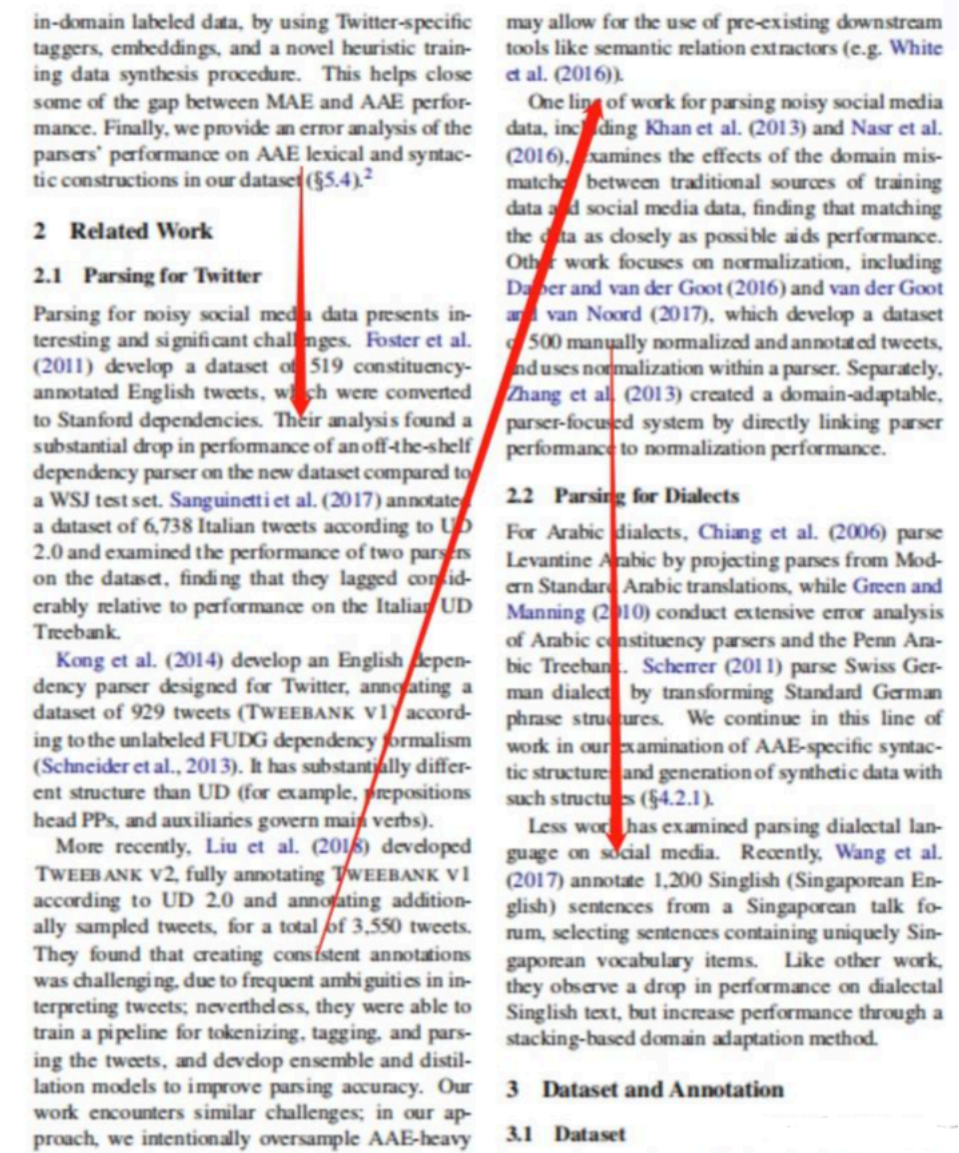 in-domain labeled data, by using Twitter-specific
taggers, embeddings, and a novel heuristic train-
ing data synthesis procedure. This helps close
some of the gap between MAE and AAE perfor-
mance. Finally, we provide an error analysis of the
parsers' performance on AAE lexical and syntac-
tic constructions in our dataset (§5.4).²
2 Related Work
2.1 Parsing for Twitter
Parsing for noisy social media data presents in-
teresting and significant challenges. Foster et al.
(2011) develop a dataset of 519 constituency-
annotated English tweets, which were converted
to Stanford dependencies. Their analysis found a
substantial drop in performance of an off-the-shelf
dependency parser on the new dataset compared to
a WSJ test set. Sanguinetti et al. (2017) annotated
a dataset of 6,738 Italian tweets according to UD
2.0 and examined the performance of two parsers
on the dataset, finding that they lagged consid-
erably relative to performance on the Italian UD
Treebank.
Kong et al. (2014) develop an English depen-
dency parser designed for Twitter, annotating a
dataset of 929 tweets (TWEEBANK V1) accord-
ing to the unlabeled FUDG dependency formalism
(Schneider et al., 2013). It has substantially differ-
ent structure than UD (for example, prepositions
head PPs, and auxiliaries govern main verbs).
More recently, Liu et al. (2018) developed
TWEEBANK V2, fully annotating TWEEBANK V1
according to UD 2.0 and annotating addition-
ally sampled tweets, for a total of 3,550 tweets.
They found that creating consistent annotations
was challenging, due to frequent ambiguities in in-
terpreting tweets; nevertheless, they were able to
train a pipeline for tokenizing, tagging, and pars-
ing the tweets, and develop ensemble and distil-
lation models to improve parsing accuracy. Our
work encounters similar challenges; in our ap-
proach, we intentionally oversample AAE-heavy
may allow for the use of pre-existing downstream
tools like semantic relation extractors (e.g. White
et al. (2016)).
One line of work for parsing noisy social media
data, including Khan et al. (2013) and Nasr et al.
(2016), examines the effects of the domain mis-
matches between traditional sources of training
data and social media data, finding that matching
the data as closely as possible aids performance.
Other work focuses on normalization, including
Daiber and van der Goot (2016) and van der Goot
and van Noord (2017), which develop a dataset
of 500 manually normalized and annotated tweets,
and uses normalization within a parser. Separately,
Zhang et al. (2013) created a domain-adaptable,
parser-focused system by directly linking parser
performance to normalization performance.
2.2 Parsing for Dialects
For Arabic dialects, Chiang et al. (2006) parse
Levantine Arabic by projecting parses from Mod-
ern Standard Arabic translations, while Green and
Manning (2010) conduct extensive error analysis
of Arabic constituency parsers and the Penn Ara-
bic Treebank. Scherrer (2011) parse Swiss Ger-
man dialects by transforming Standard German
phrase structures. We continue in this line of
work in our examination of AAE-specific syntac-
tic structures and generation of synthetic data with
such structures (§4.2.1).
Less work has examined parsing dialectal lan-
guage on social media. Recently, Wang et al.
(2017) annotate 1,200 Singlish (Singaporean En-
glish) sentences from a Singaporean talk fo-
rum, selecting sentences containing uniquely Sin-
gaporean vocabulary items. Like other work,
they observe a drop in performance on dialectal
Singlish text, but increase performance through a
stacking-based domain adaptation method.
3 Dataset and Annotation
3.1 Dataset